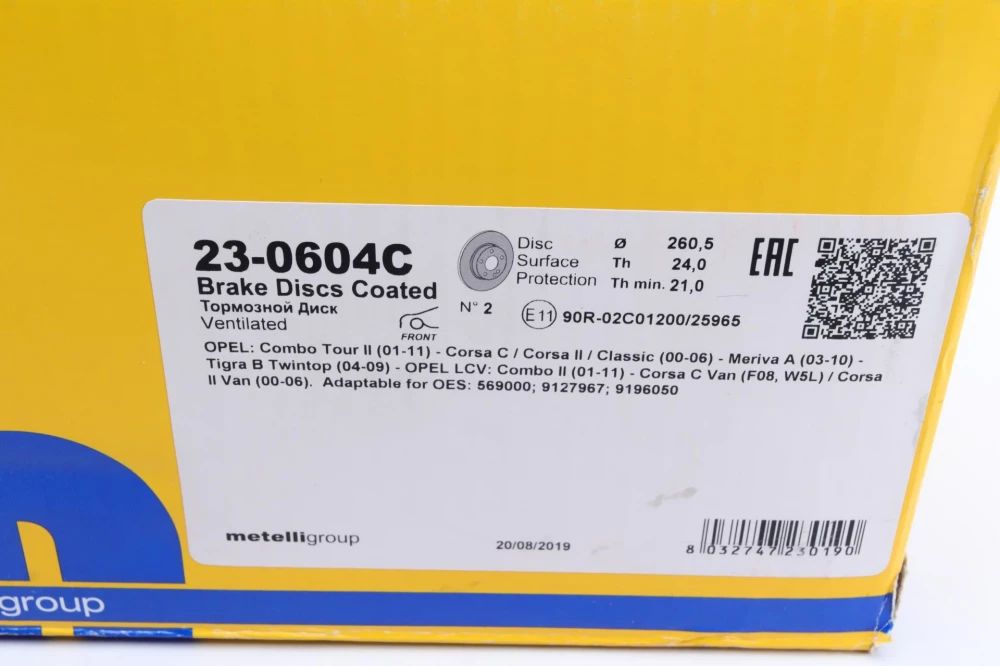 23-0604C
Brake Discs Coated
Тормозной Диск
Ventilated
FRONT
N° 2
Disc
Surface
Protection
Ø 260,5
Th 24,0
Th min. 21,0
E11 90R-02C01200/25965
EAC
OPEL: Combo Tour II (01-11) - Corsa C / Corsa II / Classic (00-06) - Meriva A (03-10) -
Tigra B Twintop (04-09) - OPEL LCV: Combo II (01-11) - Corsa C Van (F08, W5L) / Corsa
II Van (00-06). Adaptable for OES: 569000; 9127967; 9196050
metelligroup
20/08/2019
8 032747 230190
group